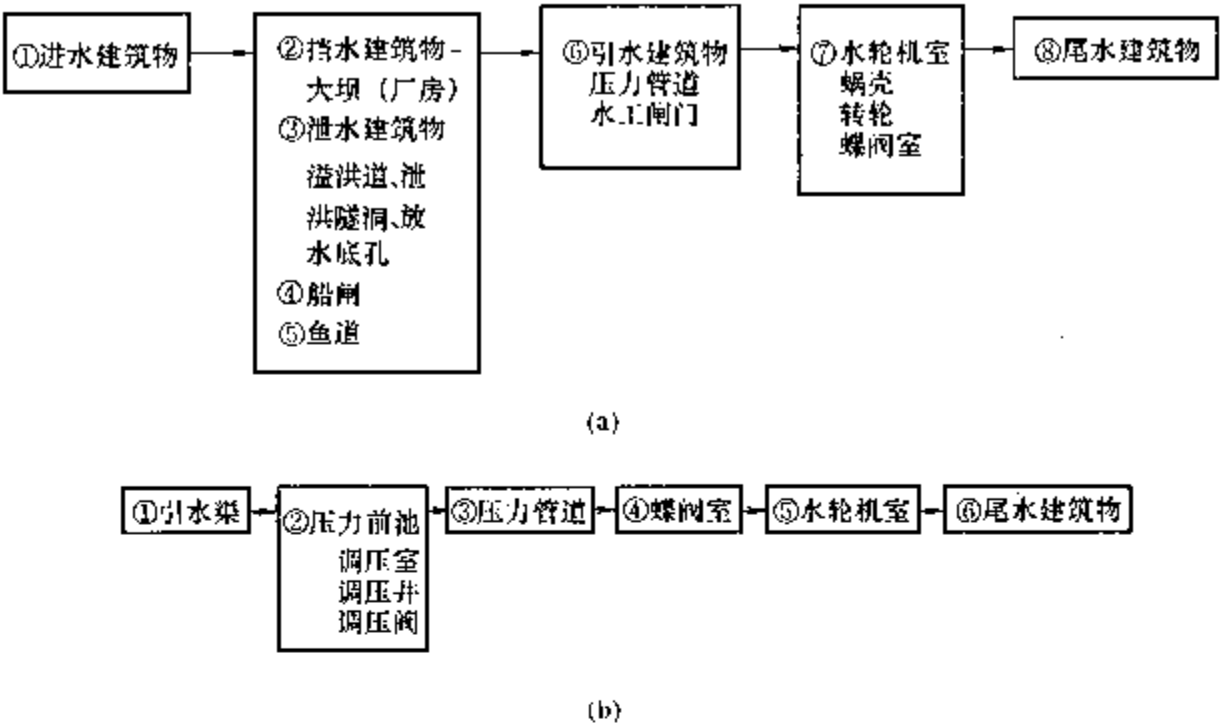 ①进水建筑物
②挡水建筑物-
大坝（厂房）
③泄水建筑物
溢洪道、泄
洪隧洞、放
水底孔
④船闸
⑤鱼道
⑥引水建筑物
压力管道
水工闸门
⑦水轮机室
蜗壳
转轮
蝶阀室
⑧尾水建筑物
(a)
①引水渠
②压力前池
调压室
调压井
调压阀
③压力管道
④蝶阀室
⑤水轮机室
⑥尾水建筑物
(b)